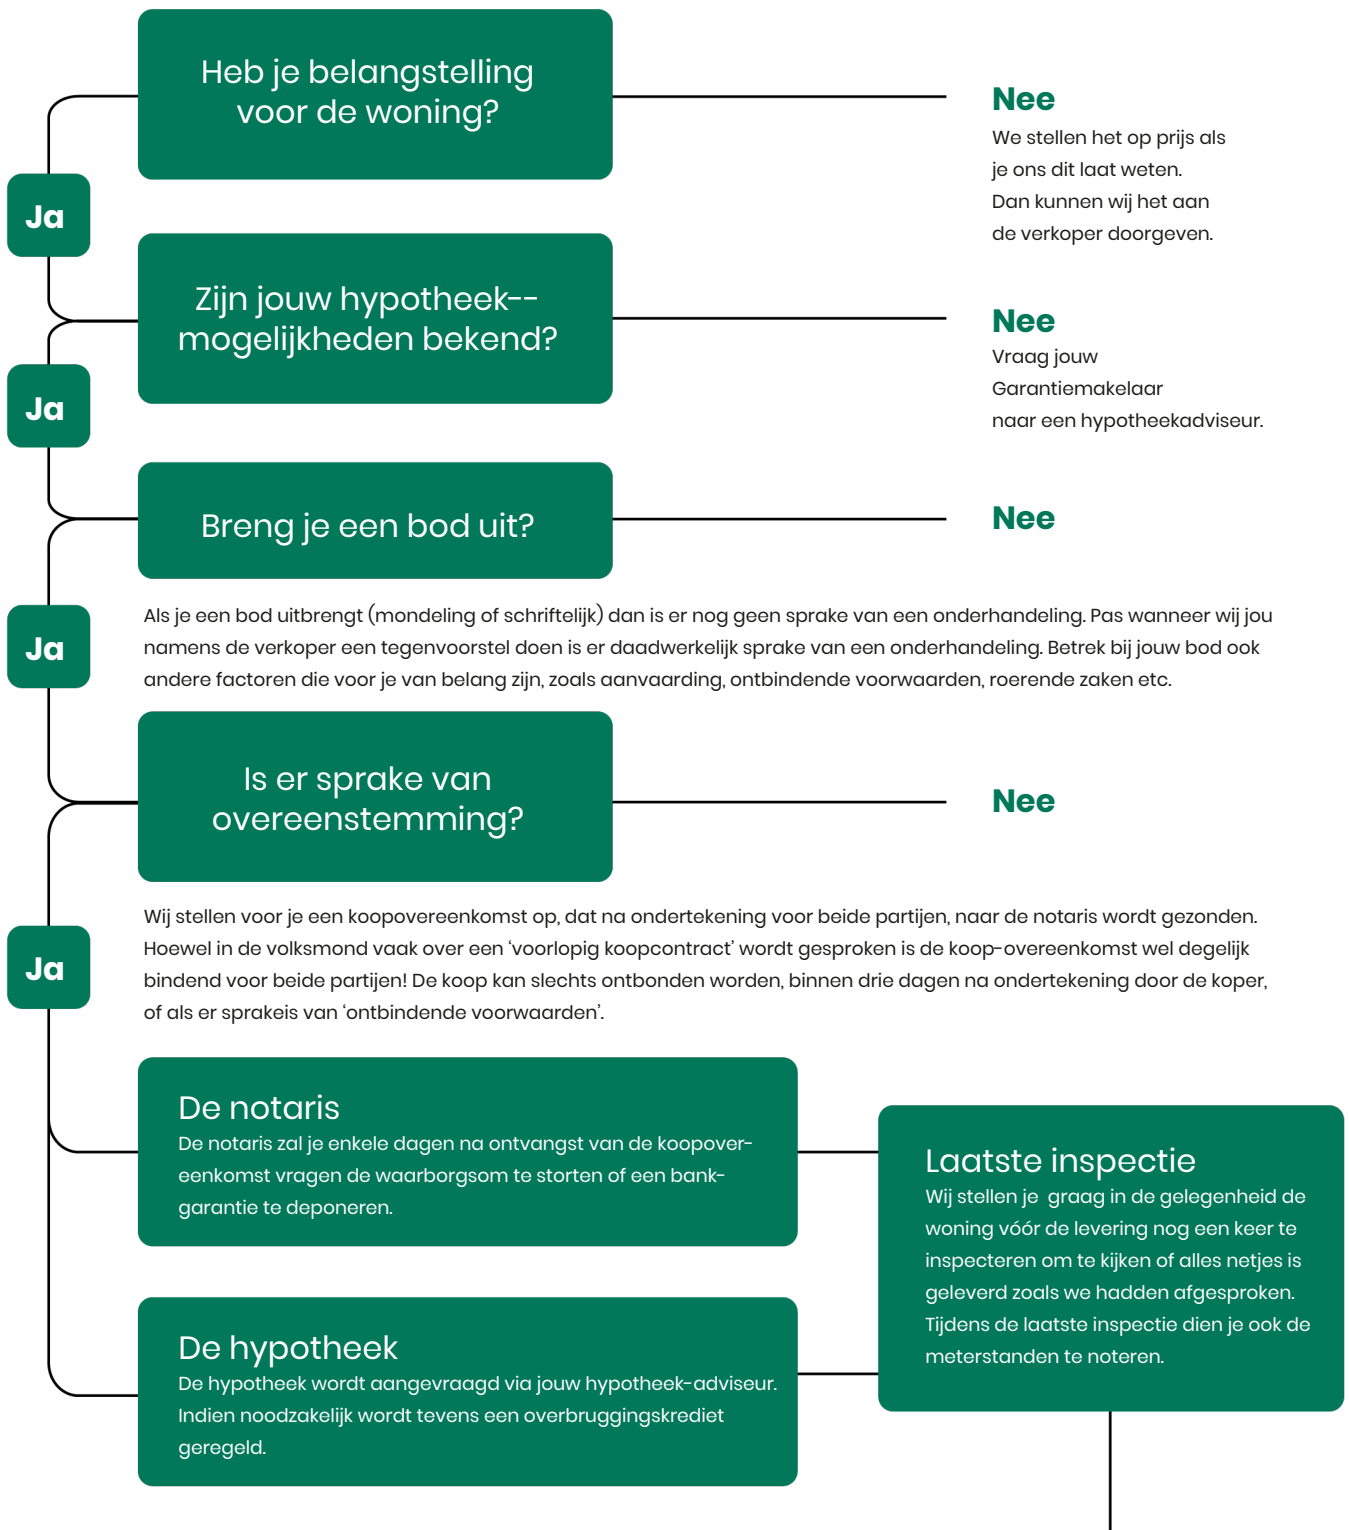 Heb je belangstelling
voor de woning?
Nee
We stellen het op prijs als
je ons dit laat weten.
Dan kunnen wij het aan
de verkoper doorgeven.
Ja
Zijn jouw hypotheek--
mogelijkheden bekend?
Nee
Vraag jouw
Garantiemakelaar
naar een hypotheekadviseur.
Ja
Breng je een bod uit?
Nee
Ja
Als je een bod uitbrengt (mondeling of schriftelijk) dan is er nog geen sprake van een onderhandeling. Pas wanneer wij jou
namens de verkoper een tegenvoorstel doen is er daadwerkelijk sprake van een onderhandeling. Betrek bij jouw bod ook
andere factoren die voor je van belang zijn, zoals aanvaarding, ontbindende voorwaarden, roerende zaken etc.
Is er sprake van
overeenstemming?
Nee
Ja
Wij stellen voor je een koopovereenkomst op, dat na ondertekening voor beide partijen, naar de notaris wordt gezonden.
Hoewel in de volksmond vaak over een ‘voorlopig koopcontract’ wordt gesproken is de koop-overeenkomst wel degelijk
bindend voor beide partijen! De koop kan slechts ontbonden worden, binnen drie dagen na ondertekening door de koper,
of als er sprakeis van ‘ontbindende voorwaarden’.
De notaris
De notaris zal je enkele dagen na ontvangst van de koopover-
eenkomst vragen de waarborgsom te storten of een bank-
garantie te deponeren.
Laatste inspectie
Wij stellen je  graag in de gelegenheid de
woning vóór de levering nog een keer te
inspecteren om te kijken of alles netjes is
geleverd zoals we hadden afgesproken.
Tijdens de laatste inspectie dien je ook de
meterstanden te noteren.
De hypotheek
De hypotheek wordt aangevraagd via jouw hypotheek-adviseur.
Indien noodzakelijk wordt tevens een overbruggingskrediet
geregeld.